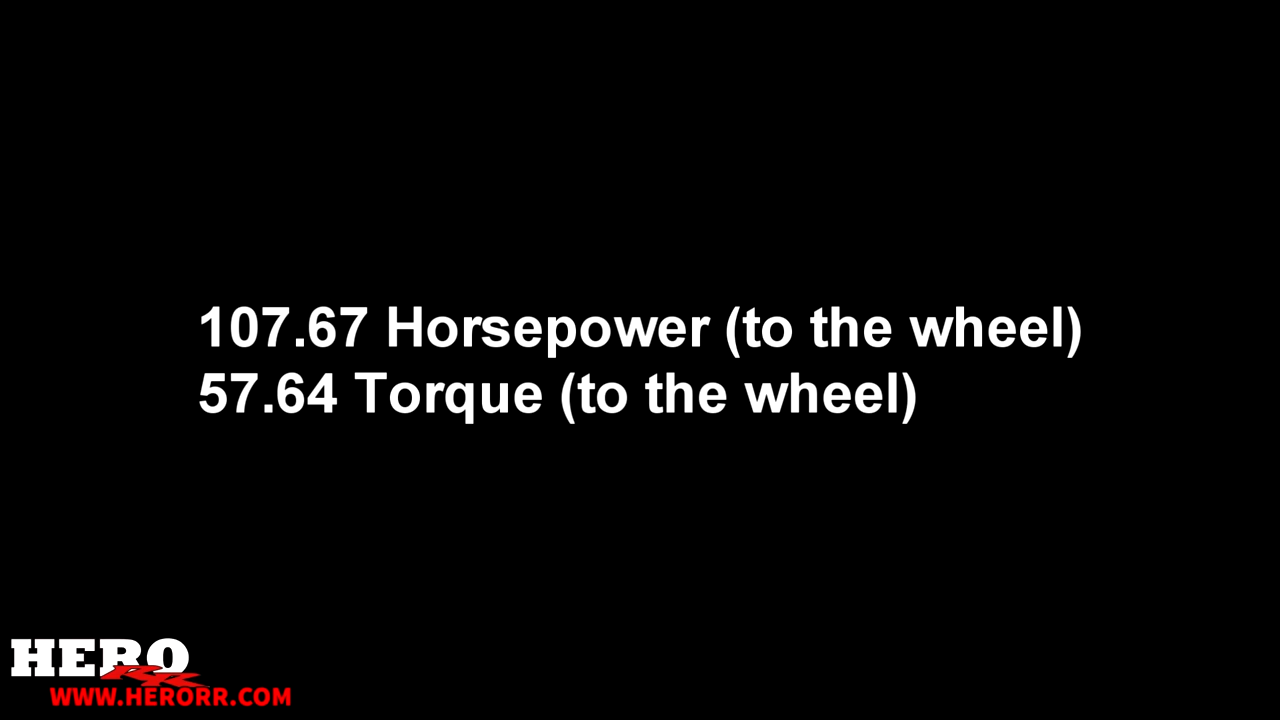 107.67 Horsepower (to the wheel)
57.64 Torque (to the wheel)
HERO
RR
WWW.HERORR.COM